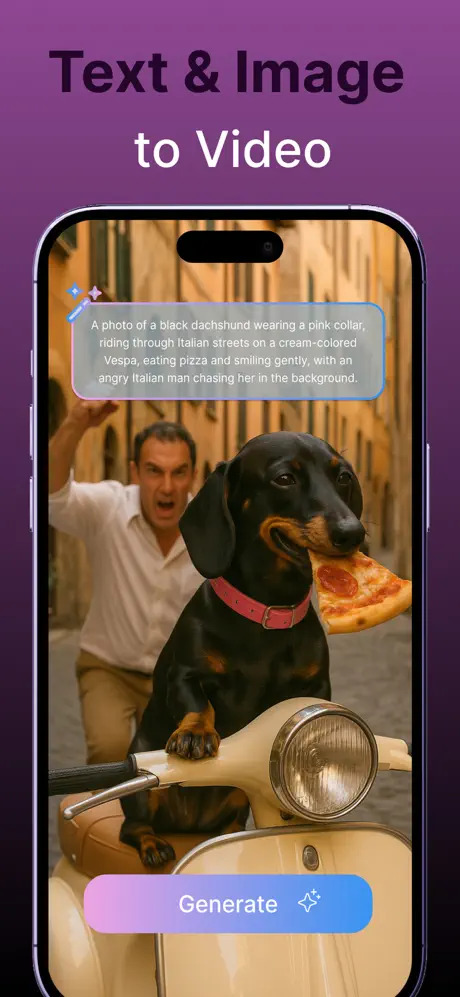 Text & Image
to Video
A photo of a black dachshund wearing a pink collar,
riding through Italian streets on a cream-colored
Vespa, eating pizza and smiling gently, with an
angry Italian man chasing her in the background.
Generate